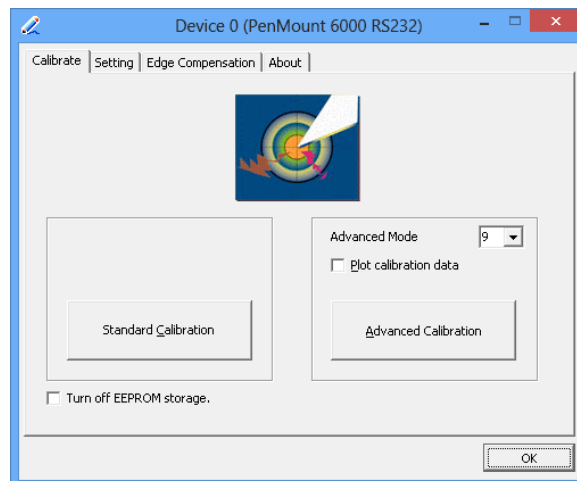 Device 0 (PenMount 6000 RS232)
Calibrate Setting Edge Compensation About
Advanced Mode 9
Plot calibration data
Standard Calibration
Advanced Calibration
Turn off EEPROM storage.
OK